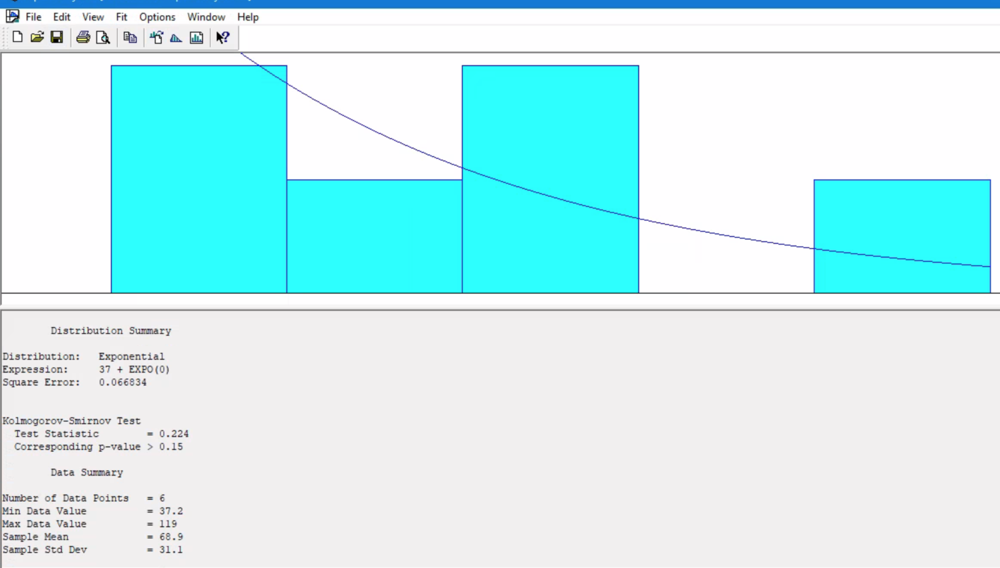 File Edit View Fit Options Window Help
Distribution Summary
Distribution: Exponential
Expression: 37 + EXPO(0)
Square Error: 0.066834
Kolmogorov-Smirnov Test
Test Statistic = 0.224
Corresponding p-value > 0.15
Data Summary
Number of Data Points = 6
Min Data Value = 37.2
Max Data Value = 119
Sample Mean = 68.9
Sample Std Dev = 31.1